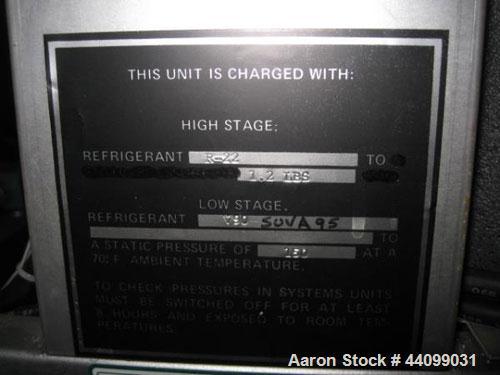 THIS UNIT IS CHARGED WITH:
HIGH STAGE:
REFRIGERANT R-22 TO
1.2 LBS
LOW STAGE.
REFRIGERANT SUVA95
TO
A STATIC PRESSURE OF 150 AT A
70° F AMBIENT TEMPERATURE.
TO CHECK PRESSURES IN SYSTEMS UNITS
MUST BE SWITCHED OFF FOR AT LEAST
8 HOURS AND EXPOSED TO ROOM TEM-
PERATURES.
Aaron Stock # 44099031